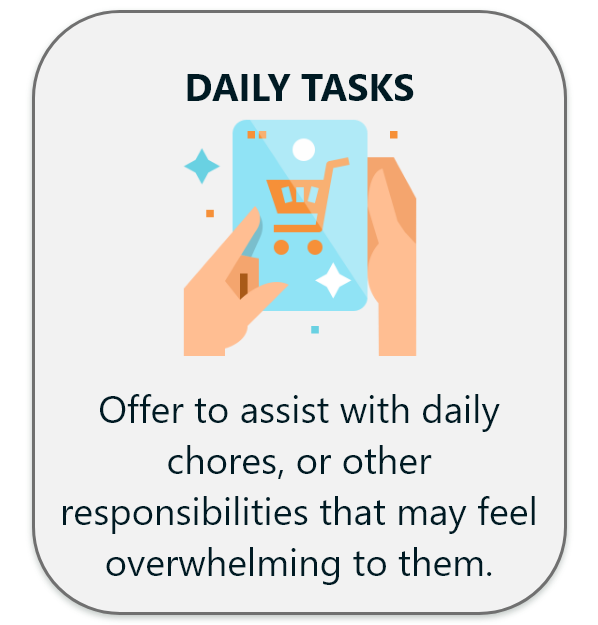 DAILY TASKS
Offer to assist with daily
chores, or other
responsibilities that may feel
overwhelming to them.